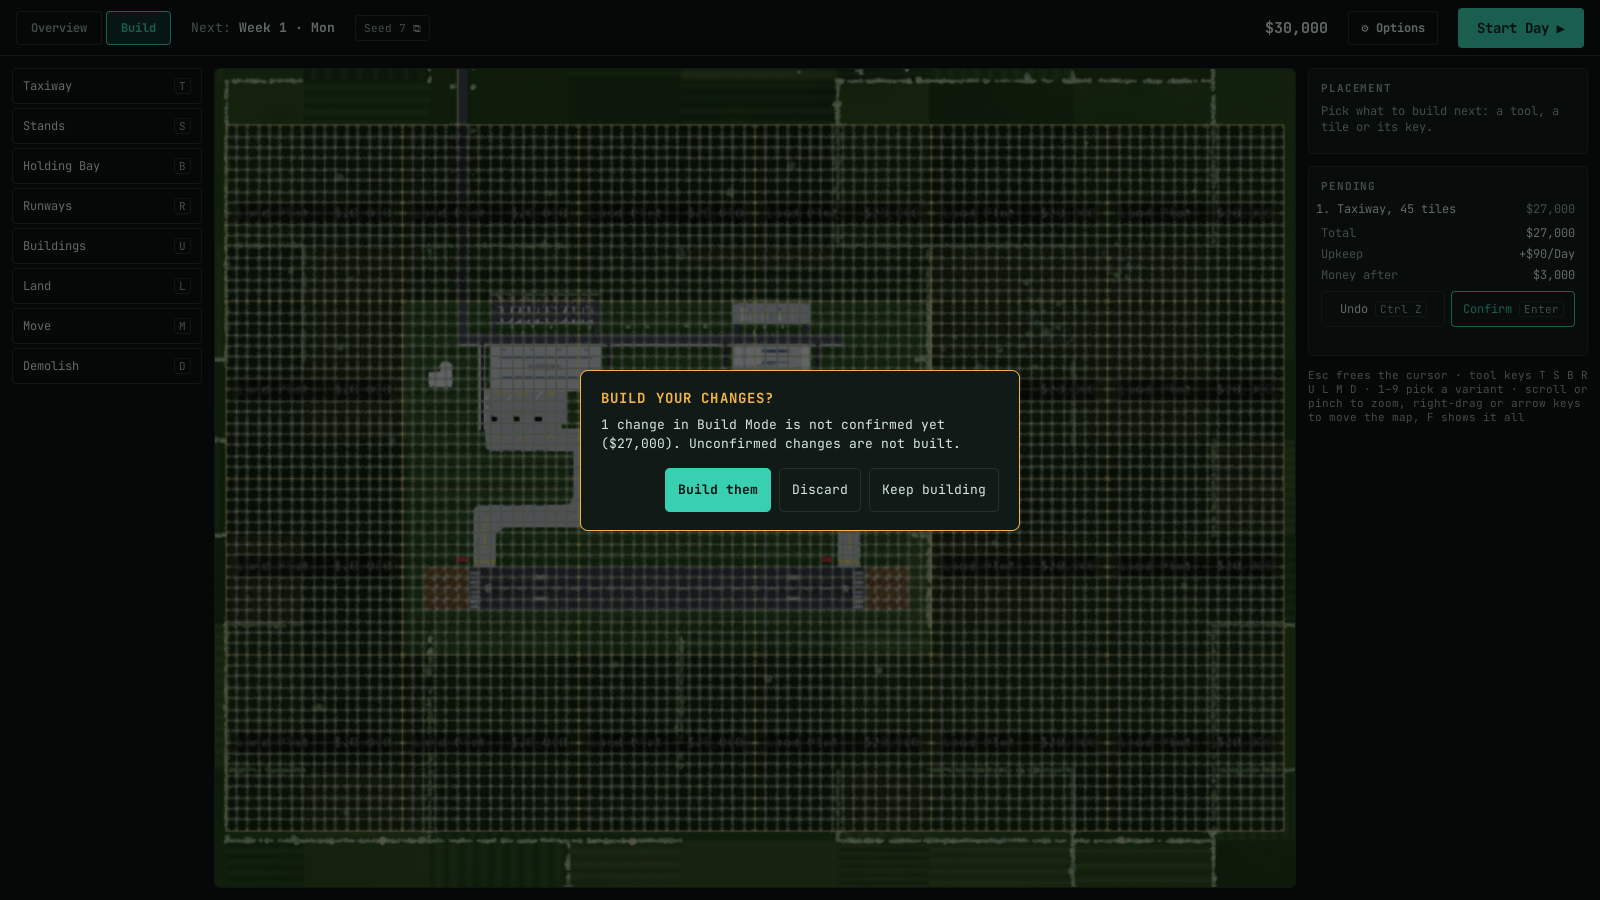 Overview
Build
Next: Week 1 · Mon
Seed 7
$30,000
⚙ Options
Start Day ▶
Taxiway T
Stands S
Holding Bay B
Runways R
Buildings U
Land L
Move M
Demolish D
BUILD YOUR CHANGES?
1 change in Build Mode is not confirmed yet
($27,000). Unconfirmed changes are not built.
Build them
Discard
Keep building
PLACEMENT
Pick what to build next: a tool, a
tile or its key.
PENDING
1. Taxiway, 45 tiles $27,000
Total $27,000
Upkeep +$90/Day
Money after $3,000
Undo Ctrl Z
Confirm Enter
Esc frees the cursor · tool keys T S B R
U L M D · 1–9 pick a variant · scroll or
pinch to zoom, right-drag or arrow keys
to move the map, F shows it all